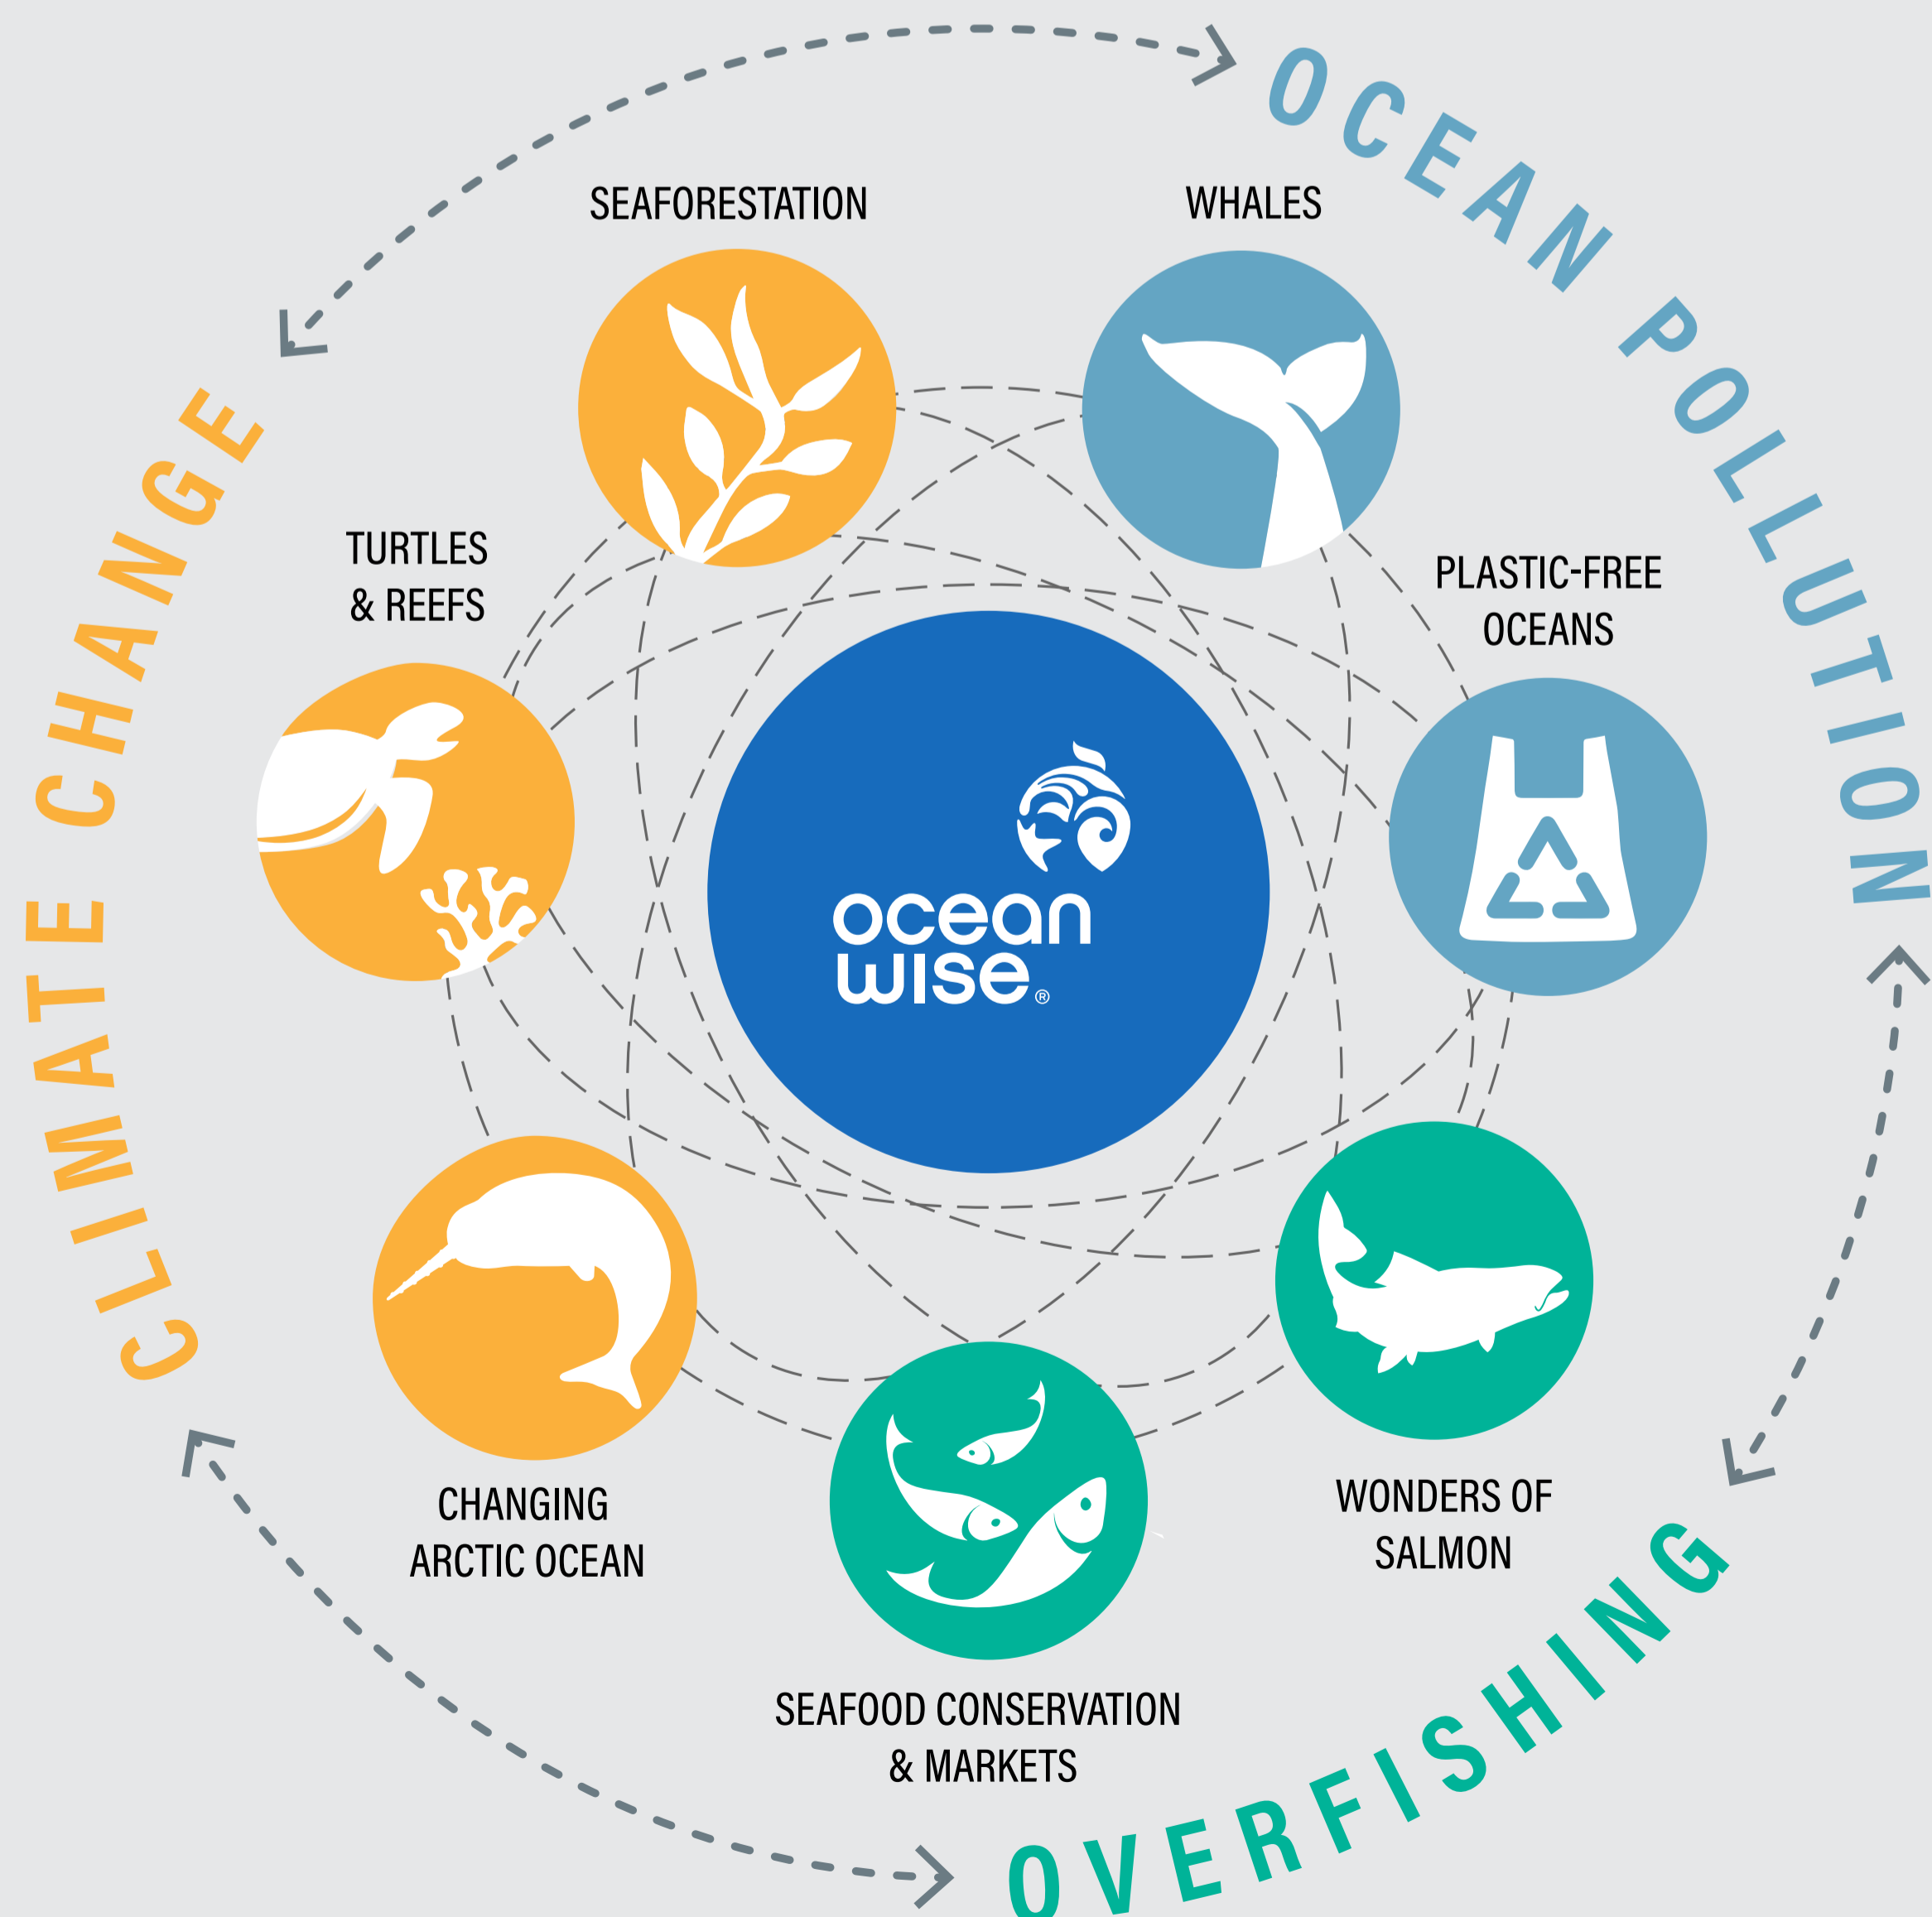 OCEAN POLLUTION
SEAFORESTATION
WHALES
TURTLES
& REEFS
PLASTIC-FREE
OCEANS
CLIMATE CHANGE
ocean
wise®
CHANGING
ARCTIC OCEAN
WONDERS OF
SALMON
SEAFOOD CONSERVATION
& MARKETS
OVERFISHING